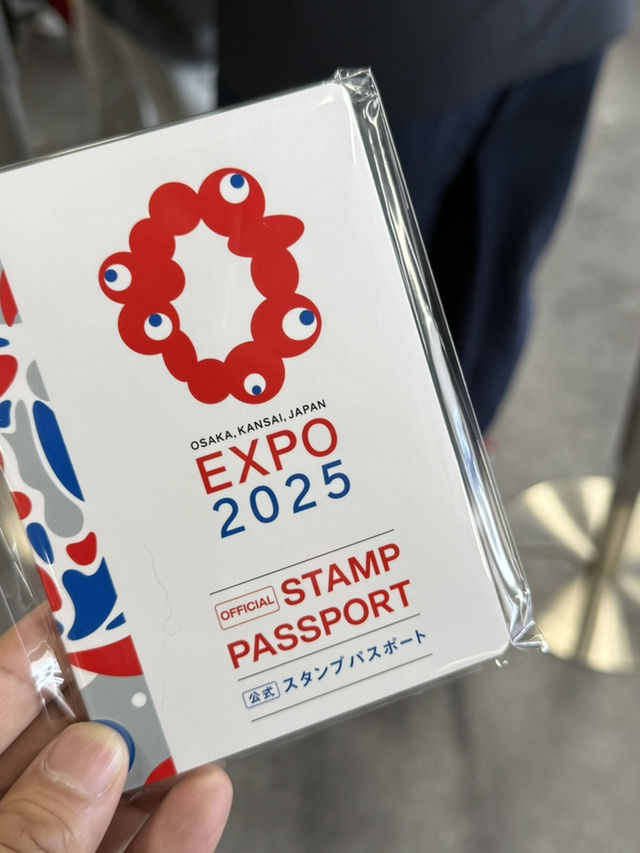 OSAKA, KANSAI, JAPAN
EXPO
2025
OFFICIAL STAMP
PASSPORT
公式 スタンプパスポート